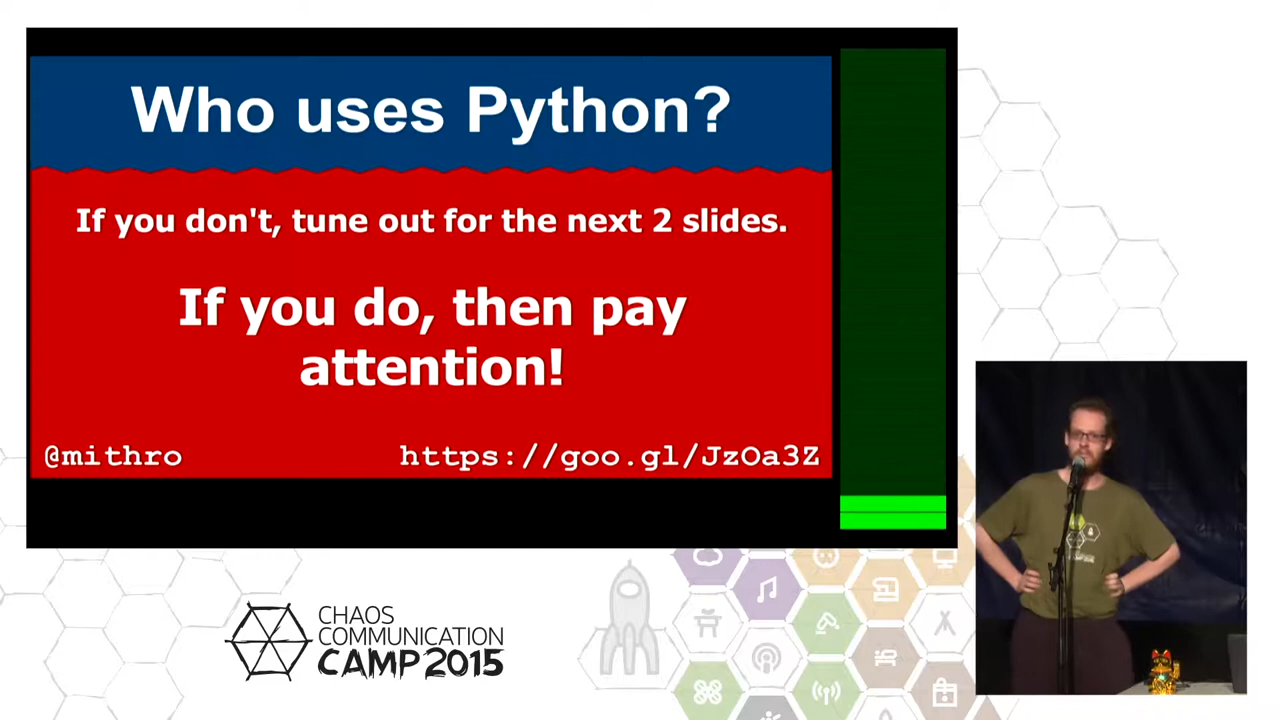 Who uses Python?
If you don't, tune out for the next 2 slides.
If you do, then pay
attention!
@mithro
https://goo.gl/JzOa3Z
CHAOS
COMMUNICATION
CAMP 2015